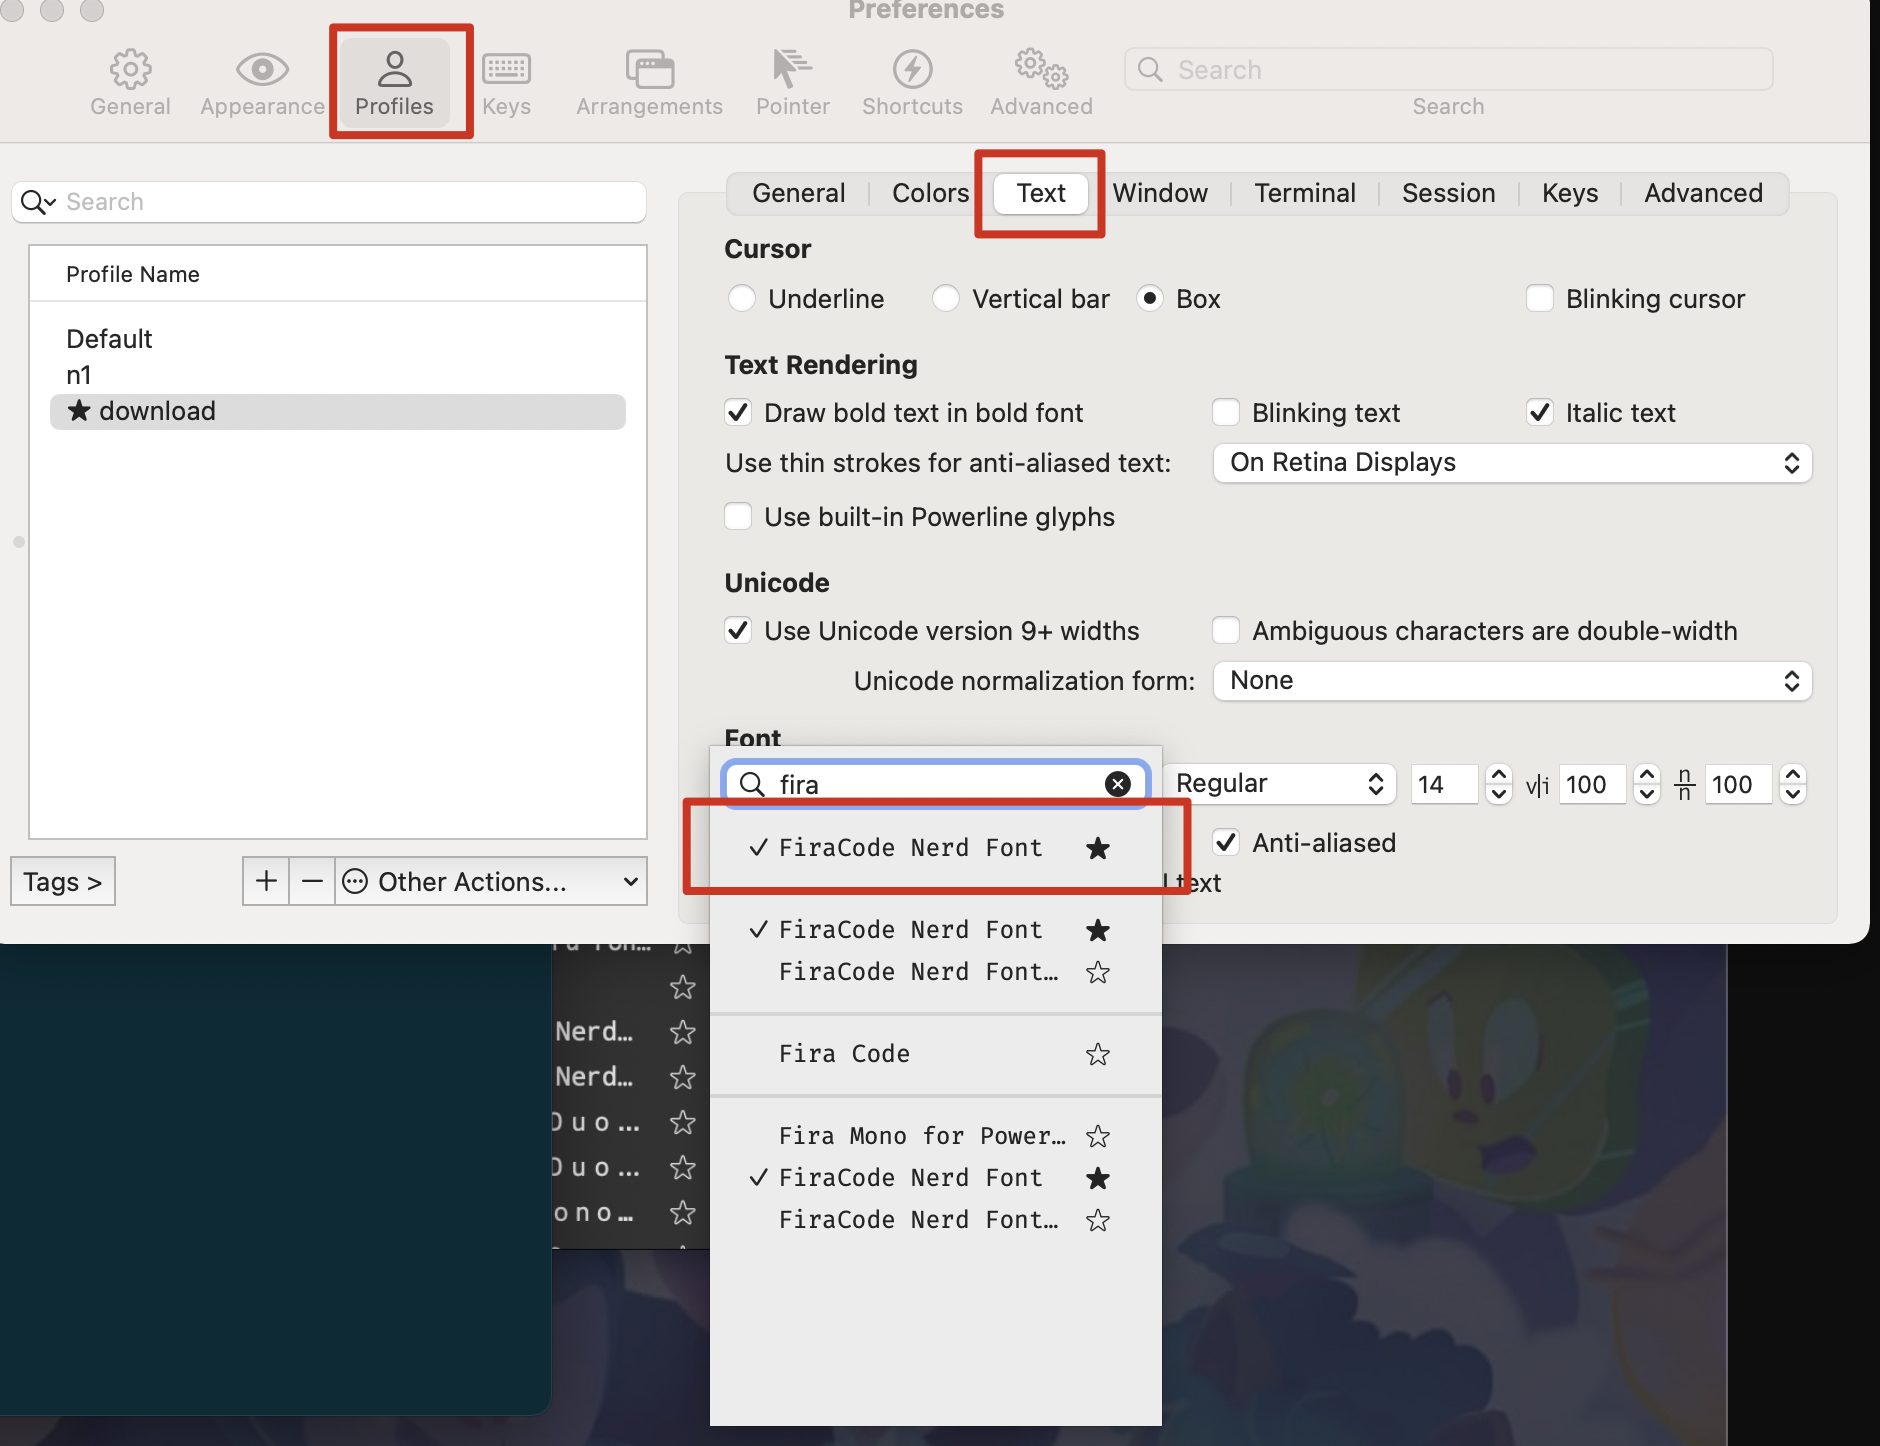 Preferences
General
Appearance
Profiles
Keys
Arrangements
Pointer
Shortcuts
Advanced
Search
Search
Search
Profile Name
Default
n1
★ download
Tags >
+
−
Other Actions...
General
Colors
Text
Window
Terminal
Session
Keys
Advanced
Cursor
Underline
Vertical bar
Box
Blinking cursor
Text Rendering
Draw bold text in bold font
Blinking text
Italic text
Use thin strokes for anti-aliased text:
On Retina Displays
Use built-in Powerline glyphs
Unicode
Use Unicode version 9+ widths
Ambiguous characters are double-width
Unicode normalization form:
None
Font
fira
Regular
14
v|i
100
n/n
100
✓ FiraCode Nerd Font ★
Anti-aliased
text
✓ FiraCode Nerd Font ★
FiraCode Nerd Font… ☆
Fira Code ☆
Fira Mono for Power… ☆
✓ FiraCode Nerd Font ★
FiraCode Nerd Font… ☆
Nerd… ☆
Nerd… ☆
Duo… ☆
Duo… ☆
ono… ☆